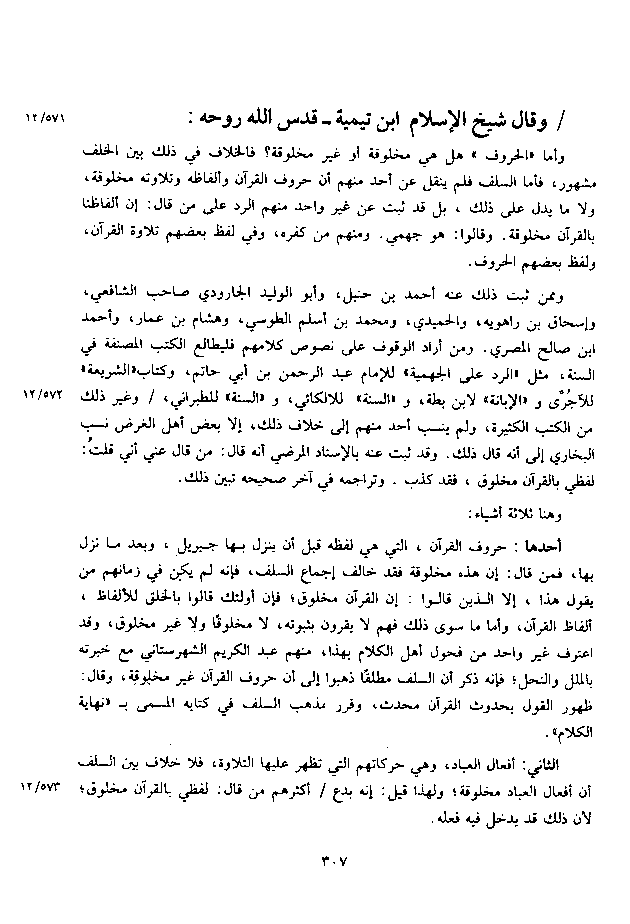 / وقال شيخ الإسلام ابن تيمية ـ قدس الله روحه : ١٢/٥٧١
وأما «الحروف» هل هي مخلوقة أو غير مخلوقة؟ فالخلاف في ذلك بين الخلف
مشهور، فأما السلف فلم ينقل عن أحد منهم أن حروف القرآن وألفاظه وتلاوته مخلوقة،
ولا ما يدل على ذلك ، بل قد ثبت عن غير واحد منهم الرد على من قال: إن ألفاظنا
بالقرآن مخلوقة. وقالوا: هو جهمي. ومنهم من كفره، وفي لفظ بعضهم تلاوة القرآن،
ولفظ بعضهم الحروف.
وممن ثبت ذلك عنه أحمد بن حنبل، وأبو الوليد الجارودي صاحب الشافعي،
وإسحاق بن راهويه، والحميدي، ومحمد بن أسلم الطوسي، وهشام بن عمار، وأحمد
ابن صالح المصري. ومن أراد الوقوف على نصوص كلامهم فليطالع الكتب المصنفة في
السنة، مثل «الرد على الجهمية» للإمام عبد الرحمن بن أبي حاتم، وكتاب«الشريعة»
للآجُرِّى و «الإبانة» لابن بطة، و «السنة» للالكائي، و «السنة» للطبراني، / وغير ذلك ١٢/٥٧٢
من الكتب الكثيرة، ولم ينسب أحد منهم إلى خلاف ذلك، إلا بعض أهل الغرض نسب
البخاري إلى أنه قال ذلك. وقد ثبت عنه بالإسناد المرضي أنه قال: من قال عني أني قلتُ:
لفظي بالقرآن مخلوق ، فقد كذب . وتراجمه في آخر صحيحه تبين ذلك.
وهنا ثلاثة أشياء:
أحدها : حروف القرآن ، التي هي لفظه قبل أن ينزل بـها جـبريل ، وبعد مـا نزل
بها، فمن قال: إن هذه مخلوقة فقد خالف إجماع السلف، فإنه لم يكن في زمانهم من
يقول هذا ، إلا الـذين قالـوا : إن القرآن مخلوق؛ فإن أولئك قالوا بالخلق للألفاظ ،
ألفاظ القرآن، وأما ما سوى ذلك فهم لا يقرون بثبوته، لا مخلوقًا ولا غير مخلوق، وقد
اعترف غير واحد من فحول أهل الكلام بهذا، منهم عبد الكريم الشهرستاني مع خبرته
بالملل والنحل؛ فإنه ذكر أن السلف مطلقًا ذهبوا إلى أن حروف القرآن غير مخلوقة، وقال:
ظهور القول بحدوث القرآن محدث، وقرر مذهب السلف في كتابه المسمى بـ «نهاية
الكلام».
الثاني: أفعال العباد، وهي حركاتهم التي تظهر عليها التلاوة، فلا خلاف بين السلف
أن أفعال العباد مخلوقة؛ ولهذا قيل: إنه بدع / أكثرهم من قال: لفظي بالقرآن مخلوق؛ ١٢/٥٧٣
لأن ذلك قد يدخل فيه فعله.
٣٠٧